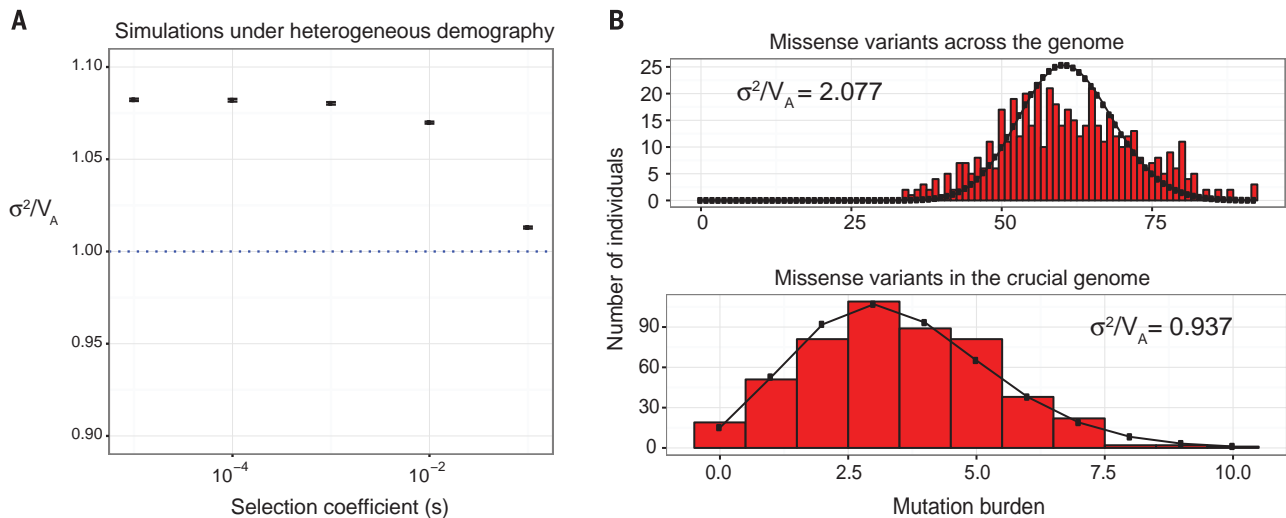 A
Simulations under heterogeneous demography
σ²/V_A
1.10
1.05
1.00
0.95
0.90
10⁻⁴
10⁻²
Selection coefficient (s)
B
Missense variants across the genome
σ²/V_A = 2.077
25
20
15
10
5
0
0
25
50
75
Number of individuals
Missense variants in the crucial genome
σ²/V_A = 0.937
90
60
30
0
0.0
2.5
5.0
7.5
10.0
Mutation burden